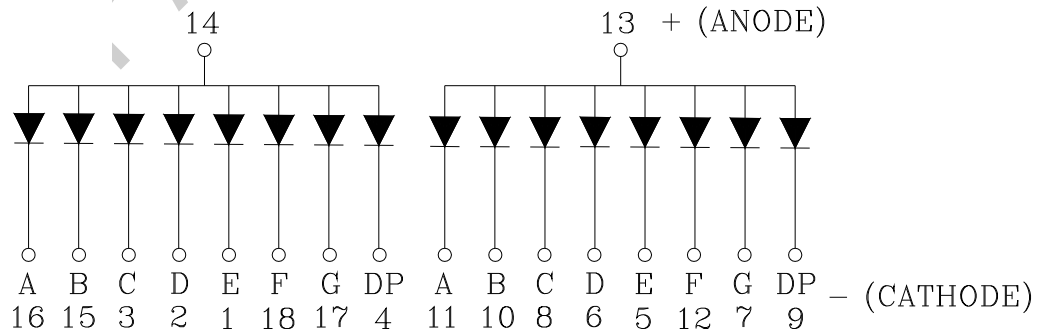 14 13 + (ANODE)
A B C D E F G DP A B C D E F G DP - (CATHODE)
16 15 3 2 1 18 17 4 11 10 8 6 5 12 7 9